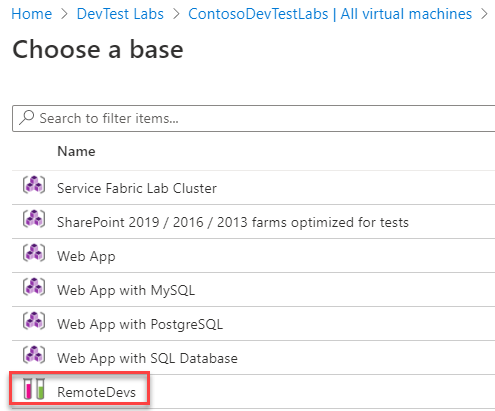 Home > DevTest Labs > ContosoDevTestLabs | All virtual machines >
Choose a base
Search to filter items...
Name
Service Fabric Lab Cluster
SharePoint 2019 / 2016 / 2013 farms optimized for tests
Web App
Web App with MySQL
Web App with PostgreSQL
Web App with SQL Database
RemoteDevs